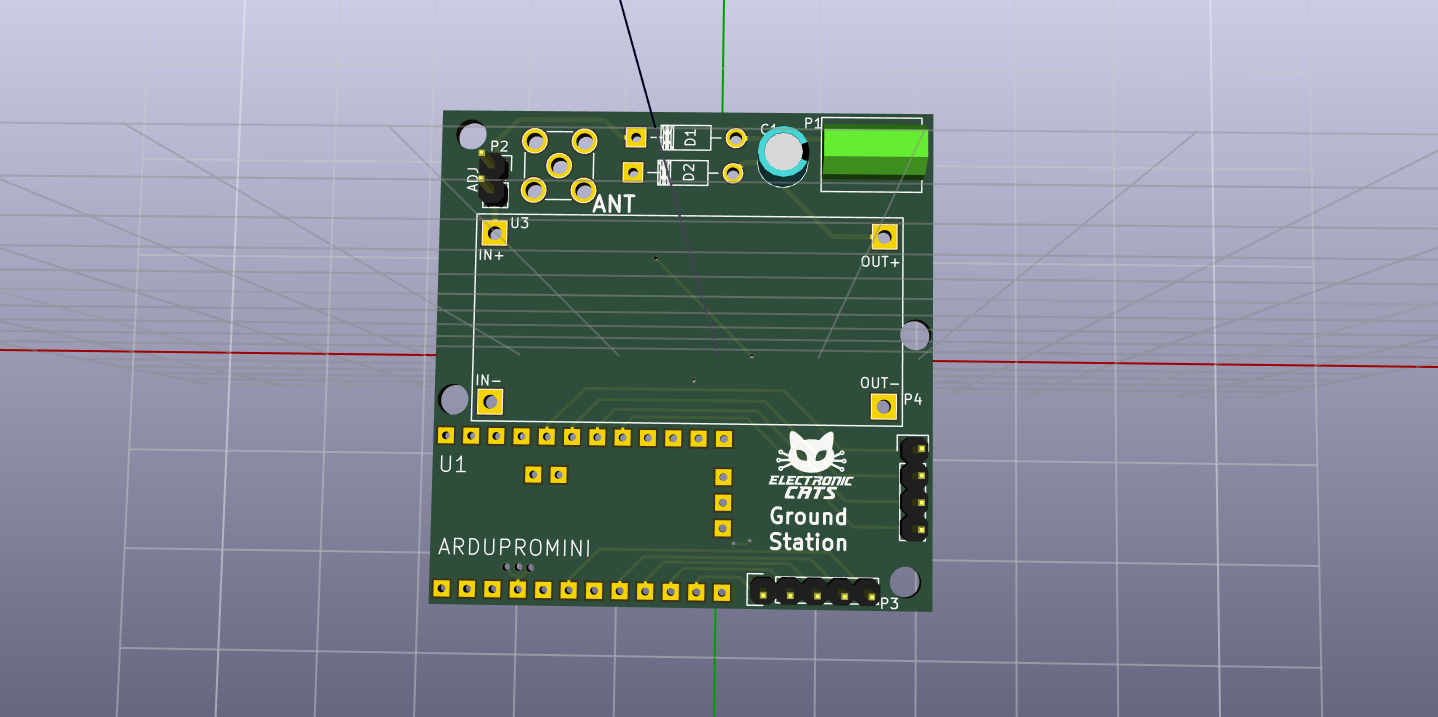 P2
ADJ
D1
D2
C1
P1
ANT
U3
IN+
OUT+
IN-
OUT-
P4
U1
ELECTRONIC
CATS
Ground
Station
ARDUPROMINI
P3